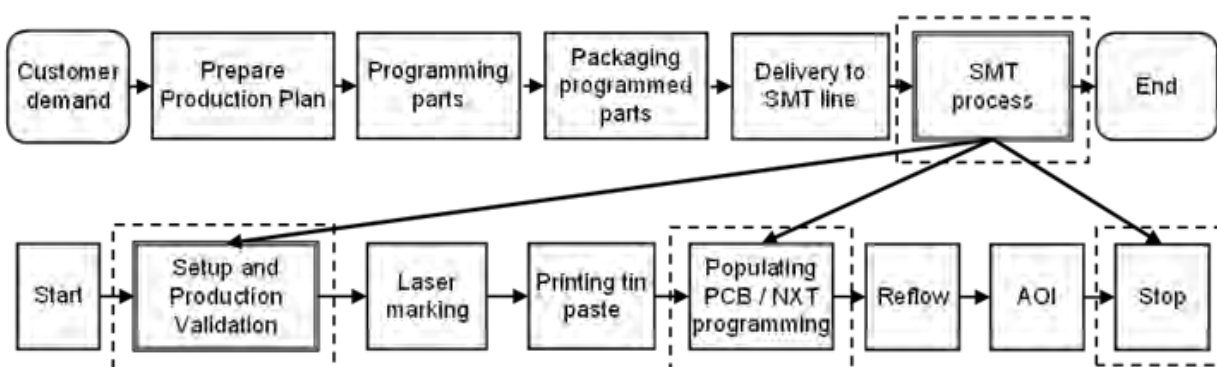 Customer
demand
Prepare
Production Plan
Programming
parts
Packaging
programmed
parts
Delivery to
SMT line
SMT
process
End
Start
Setup and
Production
Validation
Laser
marking
Printing tin
paste
Populating
PCB / NXT
programming
Reflow
AOI
Stop